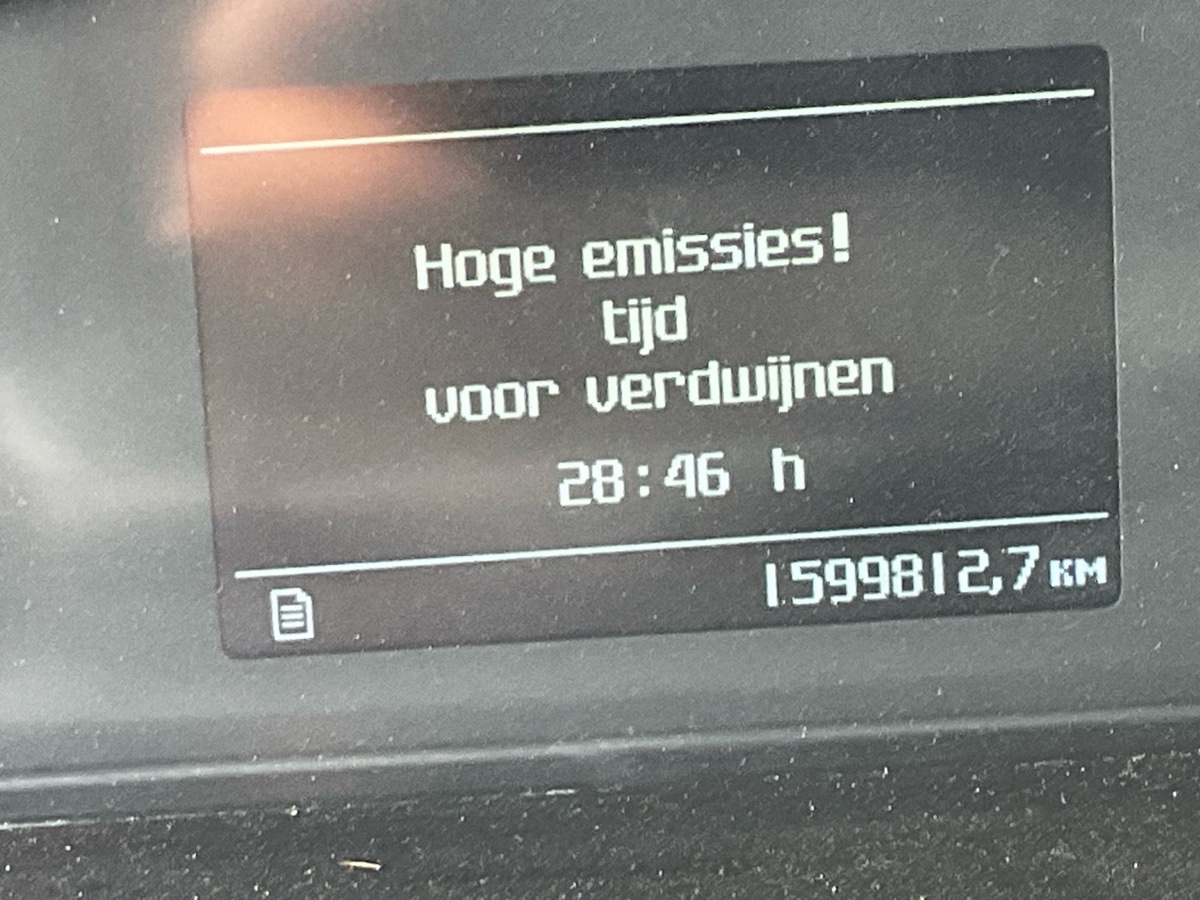 Hoge emissies!
tijd
voor verdwijnen
28:46 h
1599812,7 KM